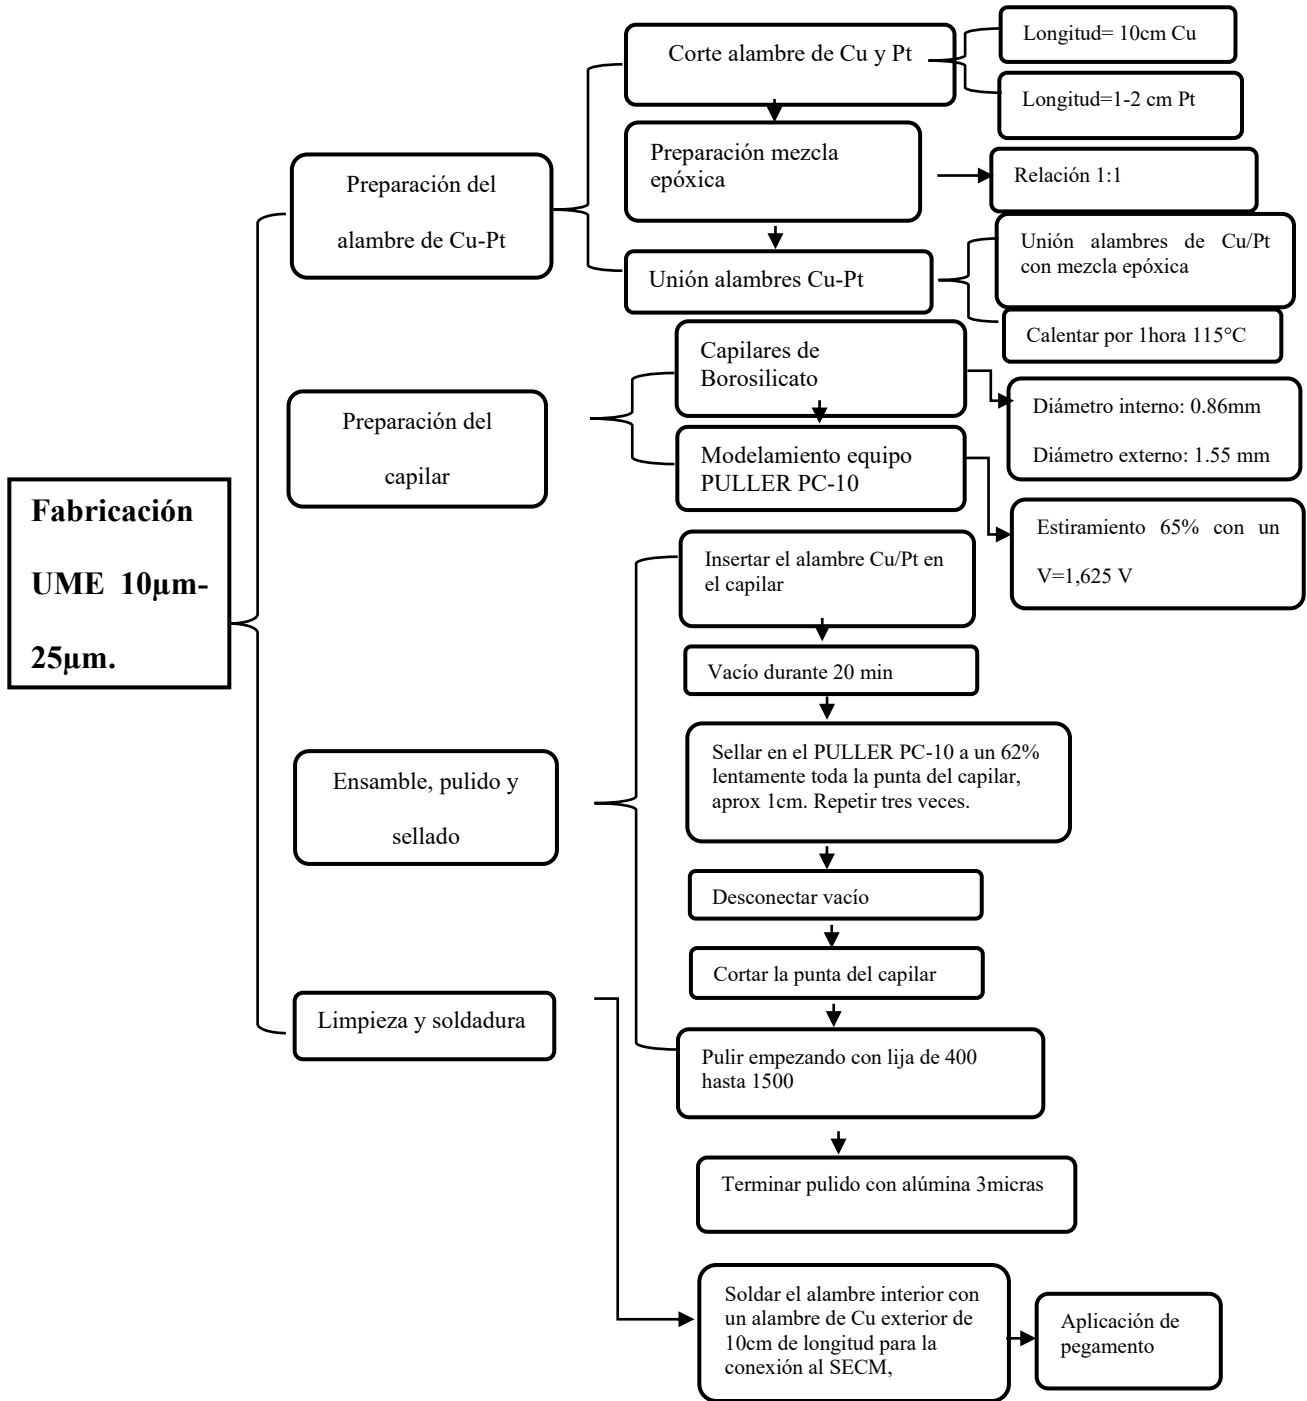 Fabricación
UME 10µm-
25µm.
Preparación del
alambre de Cu-Pt
Corte alambre de Cu y Pt
Longitud= 10cm Cu
Longitud=1-2 cm Pt
Preparación mezcla
epóxica
Relación 1:1
Unión alambres Cu-Pt
Unión alambres de Cu/Pt
con mezcla epóxica
Calentar por 1hora 115°C
Preparación del
capilar
Capilares de
Borosilicato
Diámetro interno: 0.86mm
Diámetro externo: 1.55 mm
Modelamiento equipo
PULLER PC-10
Estiramiento 65% con un
V=1,625 V
Ensamble, pulido y
sellado
Insertar el alambre Cu/Pt en
el capilar
Vacío durante 20 min
Sellar en el PULLER PC-10 a un 62%
lentamente toda la punta del capilar,
aprox 1cm. Repetir tres veces.
Desconectar vacío
Cortar la punta del capilar
Pulir empezando con lija de 400
hasta 1500
Terminar pulido con alúmina 3micras
Limpieza y soldadura
Soldar el alambre interior con
un alambre de Cu exterior de
10cm de longitud para la
conexión al SECM,
Aplicación de
pegamento